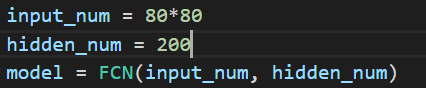 input_num = 80*80
hidden_num = 200
model = FCN(input_num, hidden_num)